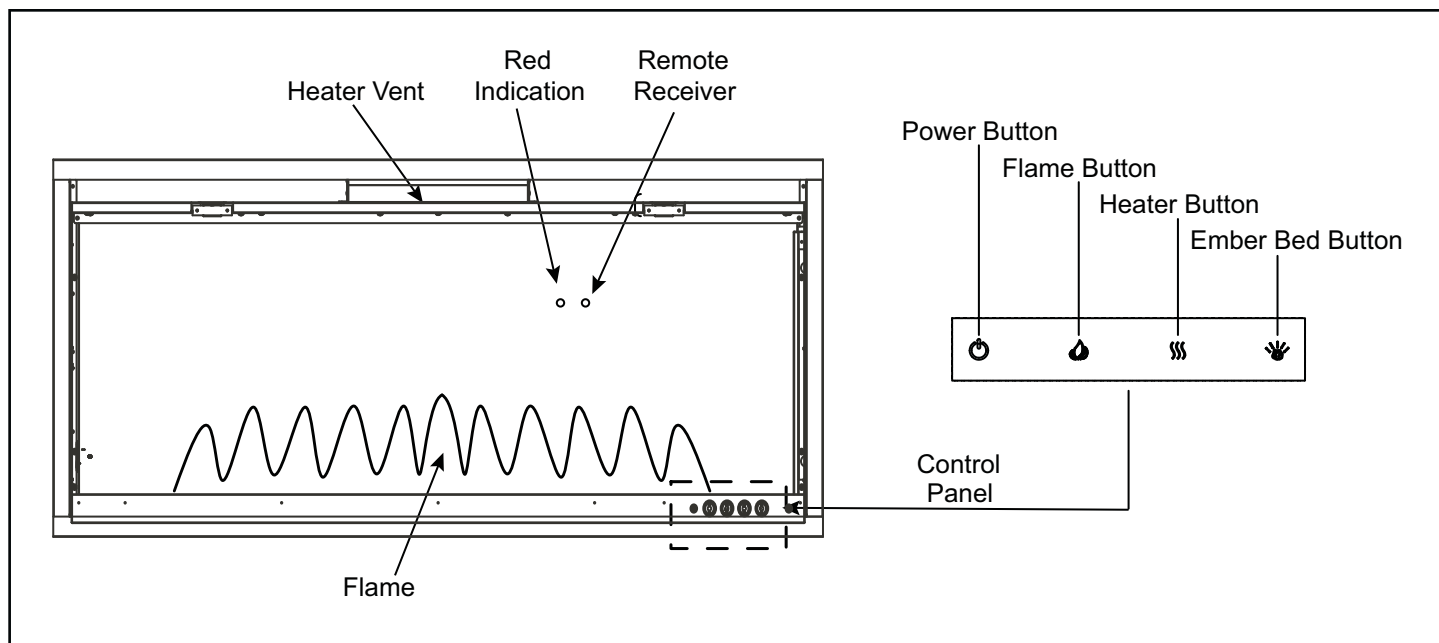 Red
Indication
Remote
Receiver
Heater Vent
Power Button
Flame Button
Heater Button
Ember Bed Button
Control
Panel
Flame